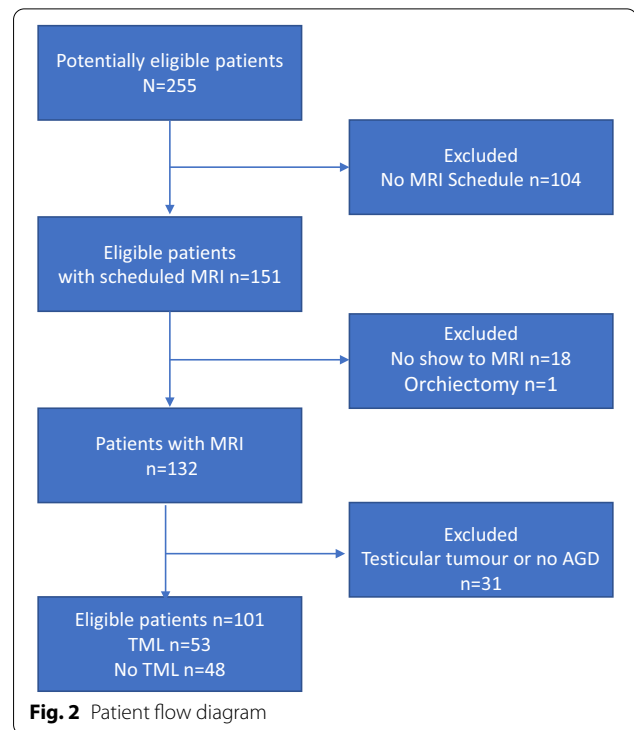 Potentially eligible patients
N=255
Excluded
No MRI Schedule n=104
Eligible patients
with scheduled MRI n=151
Excluded
No show to MRI n=18
Orchiectomy n=1
Patients with MRI
n=132
Excluded
Testicular tumour or no AGD
n=31
Eligible patients n=101
TML n=53
No TML n=48
Fig. 2 Patient flow diagram